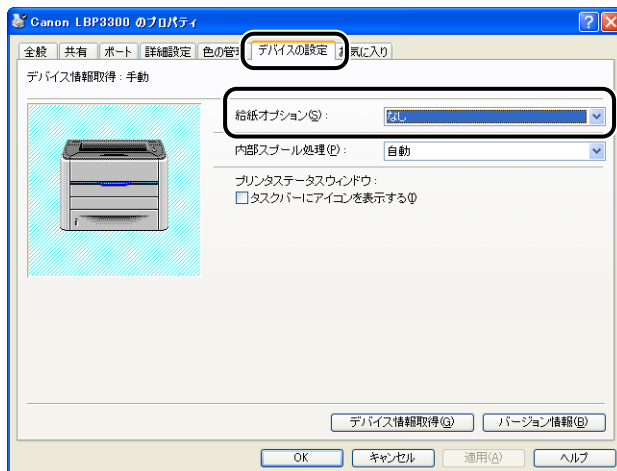 Canon LBP3300 のプロパティ
全般 共有 ポート 詳細設定 色の管 デバイスの設定 お気に入り
デバイス情報取得：手動
給紙オプション(S)： なし
内部スプール処理(P)： 自動
プリンタステータスウィンドウ：
タスクバーにアイコンを表示する(I)
デバイス情報取得(G) バージョン情報(B)
OK キャンセル 適用(A) ヘルプ